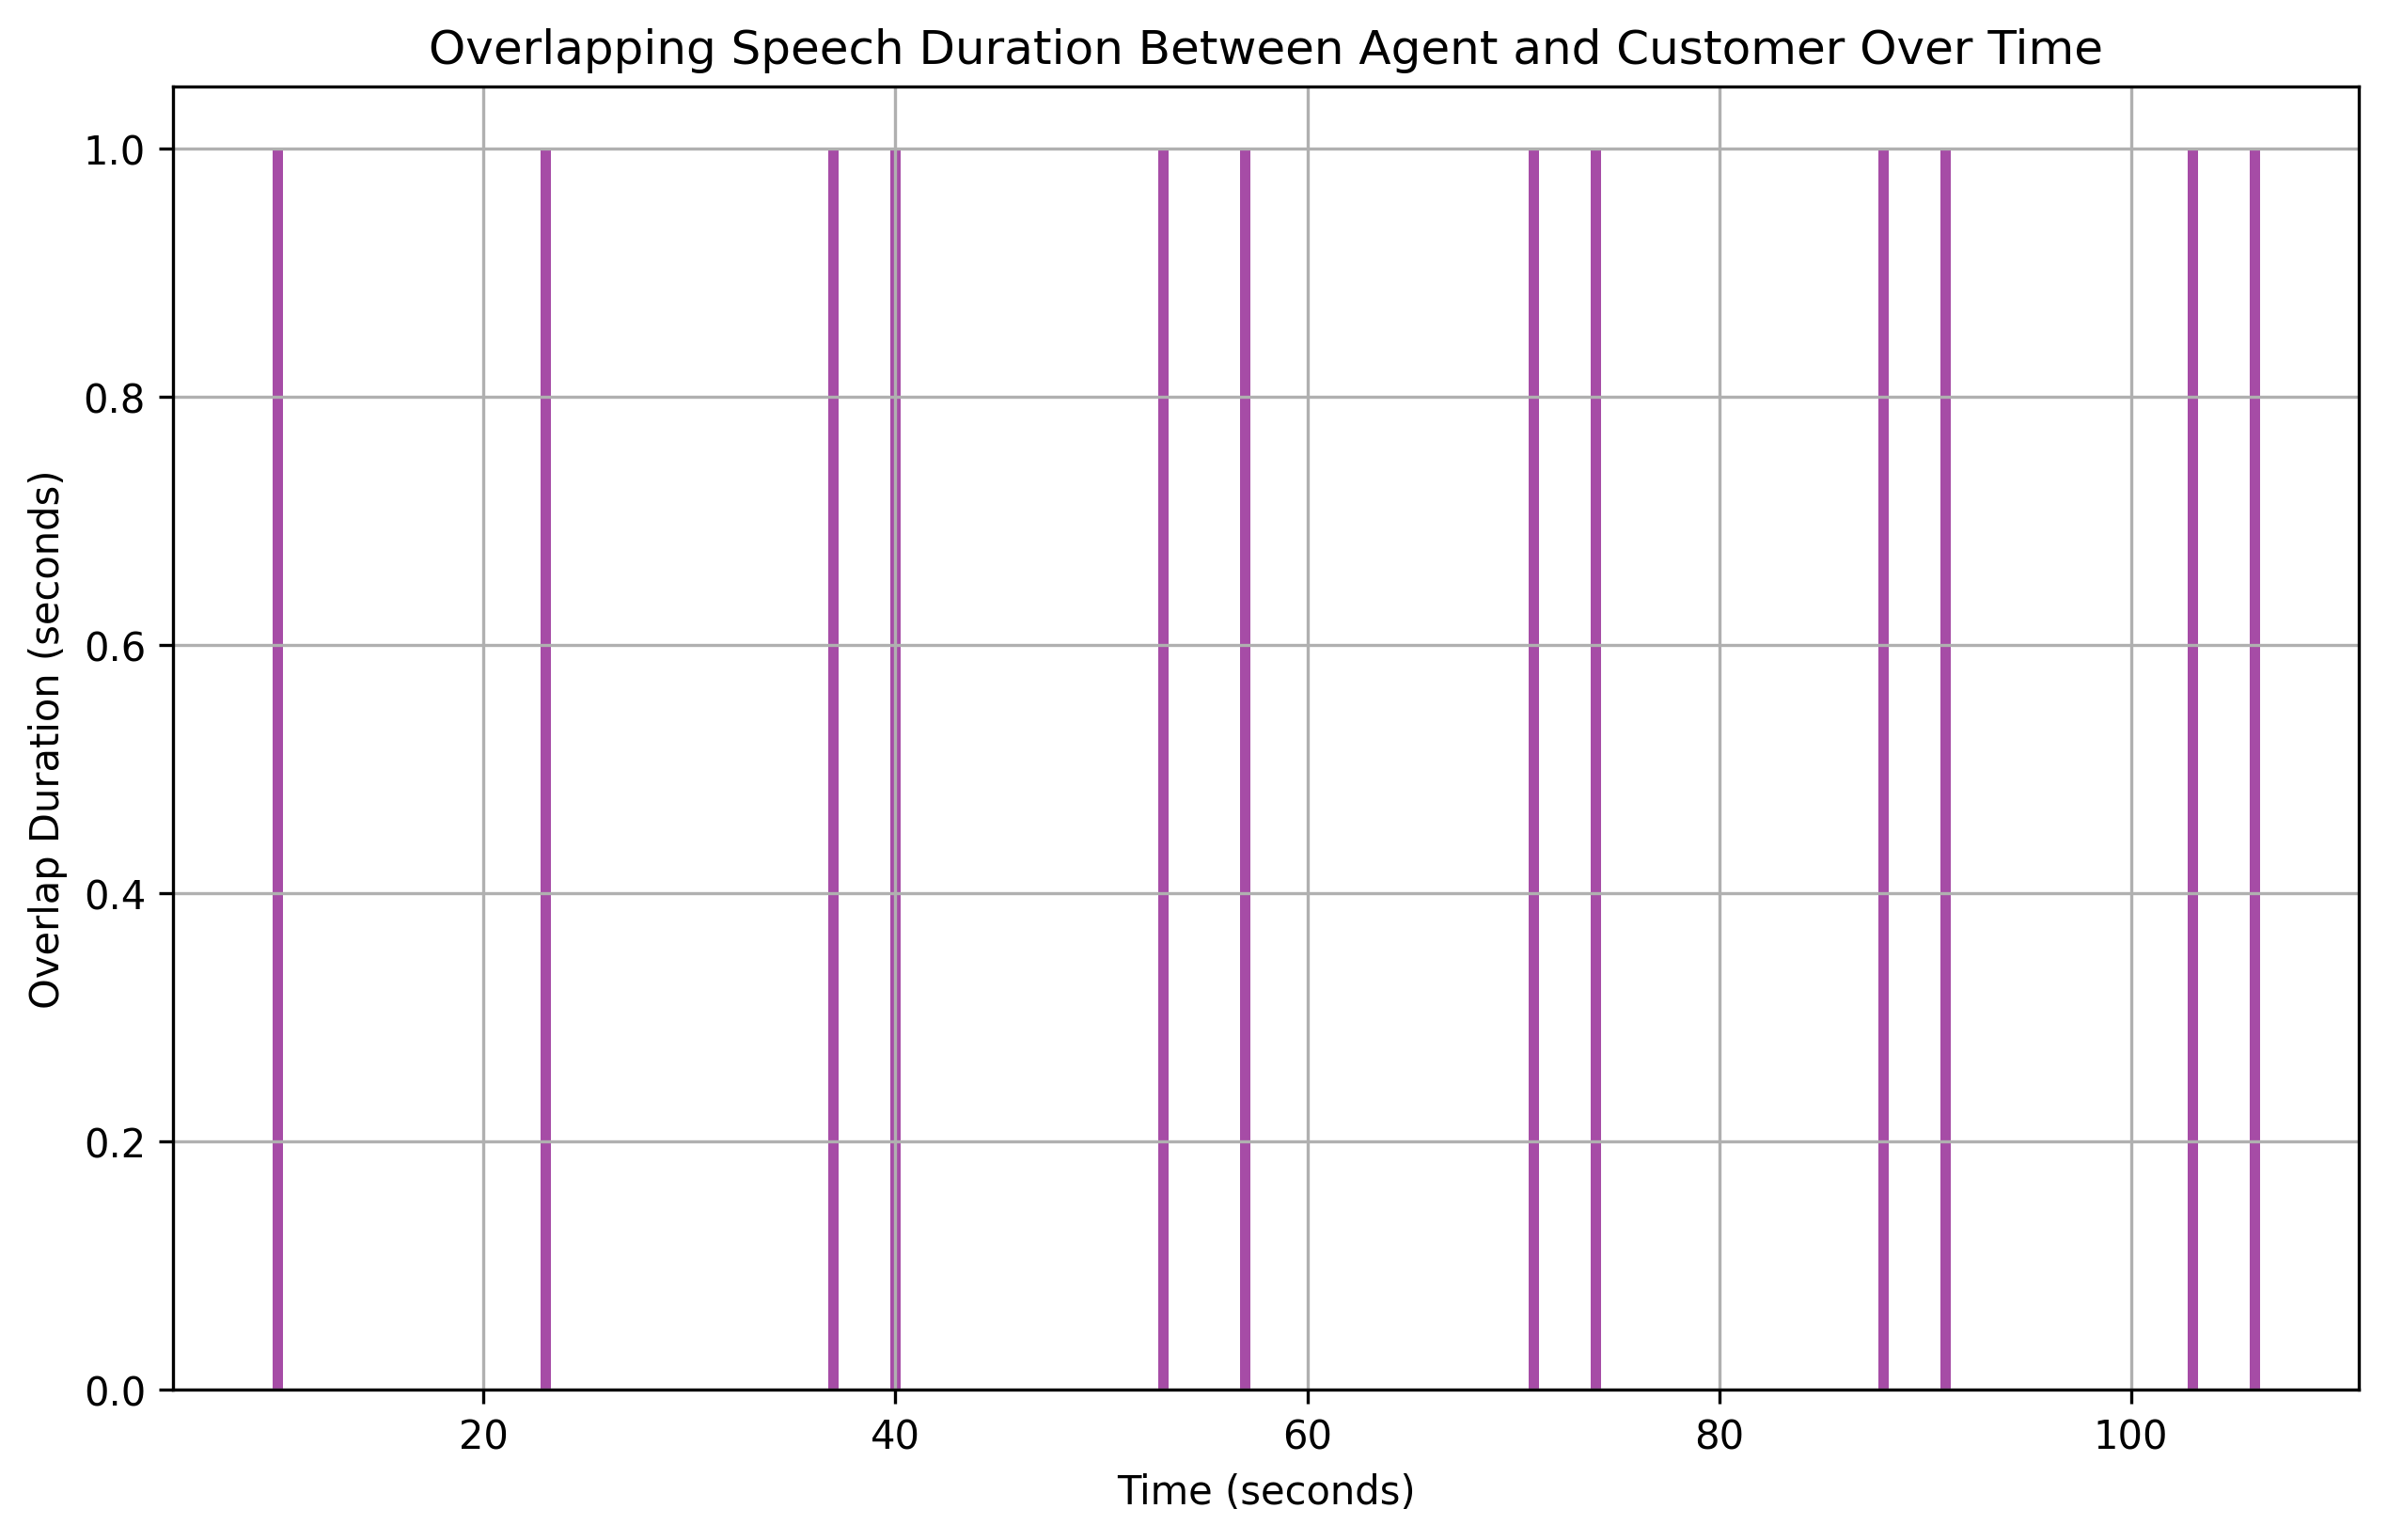 Overlapping Speech Duration Between Agent and Customer Over Time
Overlap Duration (seconds)
1.0
0.8
0.6
0.4
0.2
0.0
20 40 60 80 100
Time (seconds)